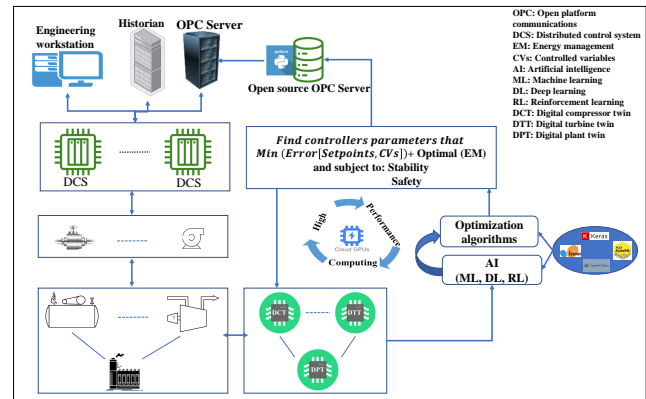 Engineering
workstation
Historian
OPC Server
python
Open source OPC Server
OPC: Open platform
communications
DCS: Distributed control system
EM: Energy management
CVs: Controlled variables
AI: Artificial intelligence
ML: Machine learning
DL: Deep learning
RL: Reinforcement learning
DCT: Digital compressor twin
DTT: Digital turbine twin
DPT: Digital plant twin
DCS
DCS
Find controllers parameters that
Min (Error[Setpoints, CVs])+ Optimal (EM)
and subject to: Stability
Safety
High
Performance
Computing
Cloud GPUs
Optimization
algorithms
AI
(ML, DL, RL)
K Keras
DCT
DTT
DPT